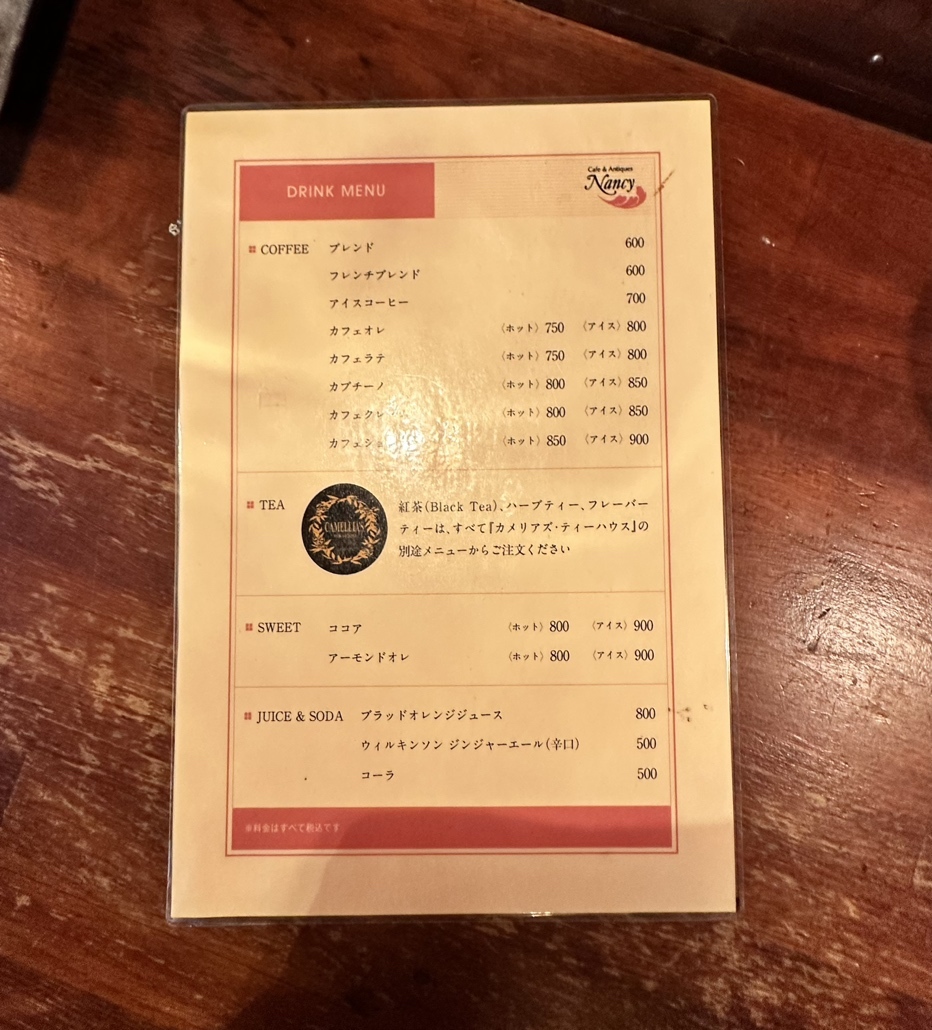 DRINK MENU
Cafe & Antiques
Nancy
COFFEE ブレンド 600
フレンチブレンド 600
アイスコーヒー 700
カフェオレ 〈ホット〉 750 〈アイス〉 800
カフェラテ 〈ホット〉 750 〈アイス〉 800
カプチーノ 〈ホット〉 800 〈アイス〉 850
〈ホット〉 800 〈アイス〉 850
〈ホット〉 850 〈アイス〉 900
TEA
CAMELLIA'S
紅茶(Black Tea)、ハーブティー、フレーバー
ティーは、すべて『カメリアズ・ティーハウス』の
別途メニューからご注文ください
SWEET ココア 〈ホット〉 800 〈アイス〉 900
アーモンドオレ 〈ホット〉 800 〈アイス〉 900
JUICE & SODA ブラッドオレンジジュース 800
ウィルキンソン ジンジャーエール(辛口) 500
コーラ 500
※料金はすべて税込です